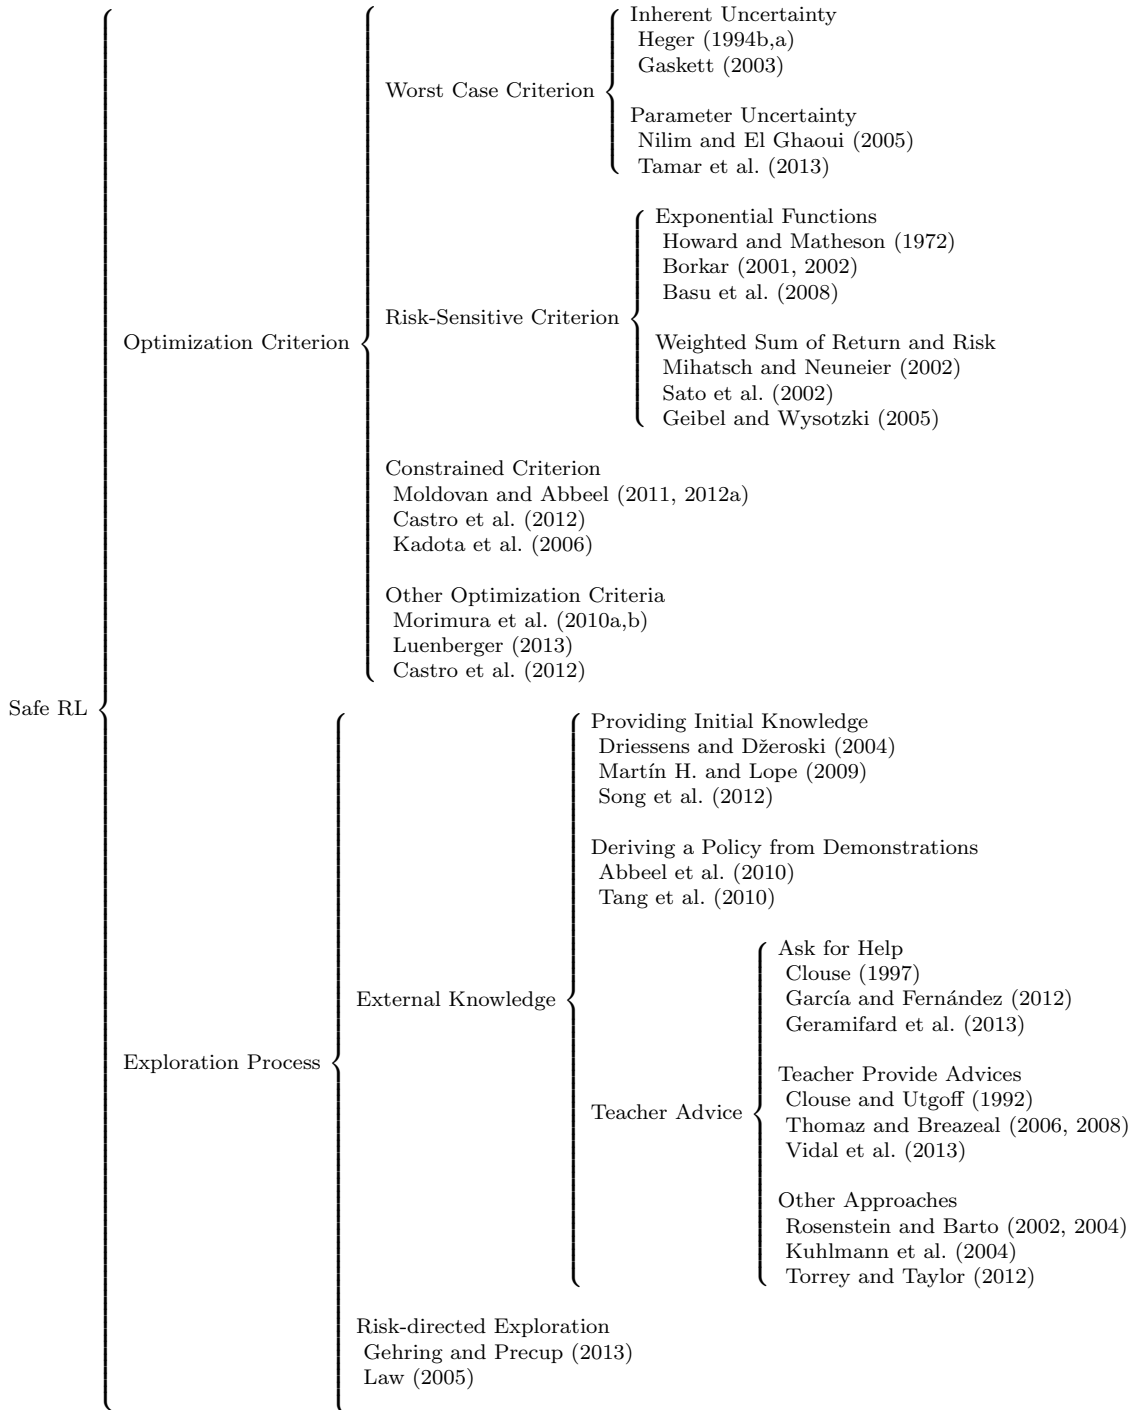 Safe RL
Optimization Criterion
Worst Case Criterion
Inherent Uncertainty
Heger (1994b,a)
Gaskett (2003)
Parameter Uncertainty
Nilim and El Ghaoui (2005)
Tamar et al. (2013)
Risk-Sensitive Criterion
Exponential Functions
Howard and Matheson (1972)
Borkar (2001, 2002)
Basu et al. (2008)
Weighted Sum of Return and Risk
Mihatsch and Neuneier (2002)
Sato et al. (2002)
Geibel and Wysotzki (2005)
Constrained Criterion
Moldovan and Abbeel (2011, 2012a)
Castro et al. (2012)
Kadota et al. (2006)
Other Optimization Criteria
Morimura et al. (2010a,b)
Luenberger (2013)
Castro et al. (2012)
Exploration Process
External Knowledge
Providing Initial Knowledge
Driessens and Džeroski (2004)
Martín H. and Lope (2009)
Song et al. (2012)
Deriving a Policy from Demonstrations
Abbeel et al. (2010)
Tang et al. (2010)
Teacher Advice
Ask for Help
Clouse (1997)
García and Fernández (2012)
Geramifard et al. (2013)
Teacher Provide Advices
Clouse and Utgoff (1992)
Thomaz and Breazeal (2006, 2008)
Vidal et al. (2013)
Other Approaches
Rosenstein and Barto (2002, 2004)
Kuhlmann et al. (2004)
Torrey and Taylor (2012)
Risk-directed Exploration
Gehring and Precup (2013)
Law (2005)